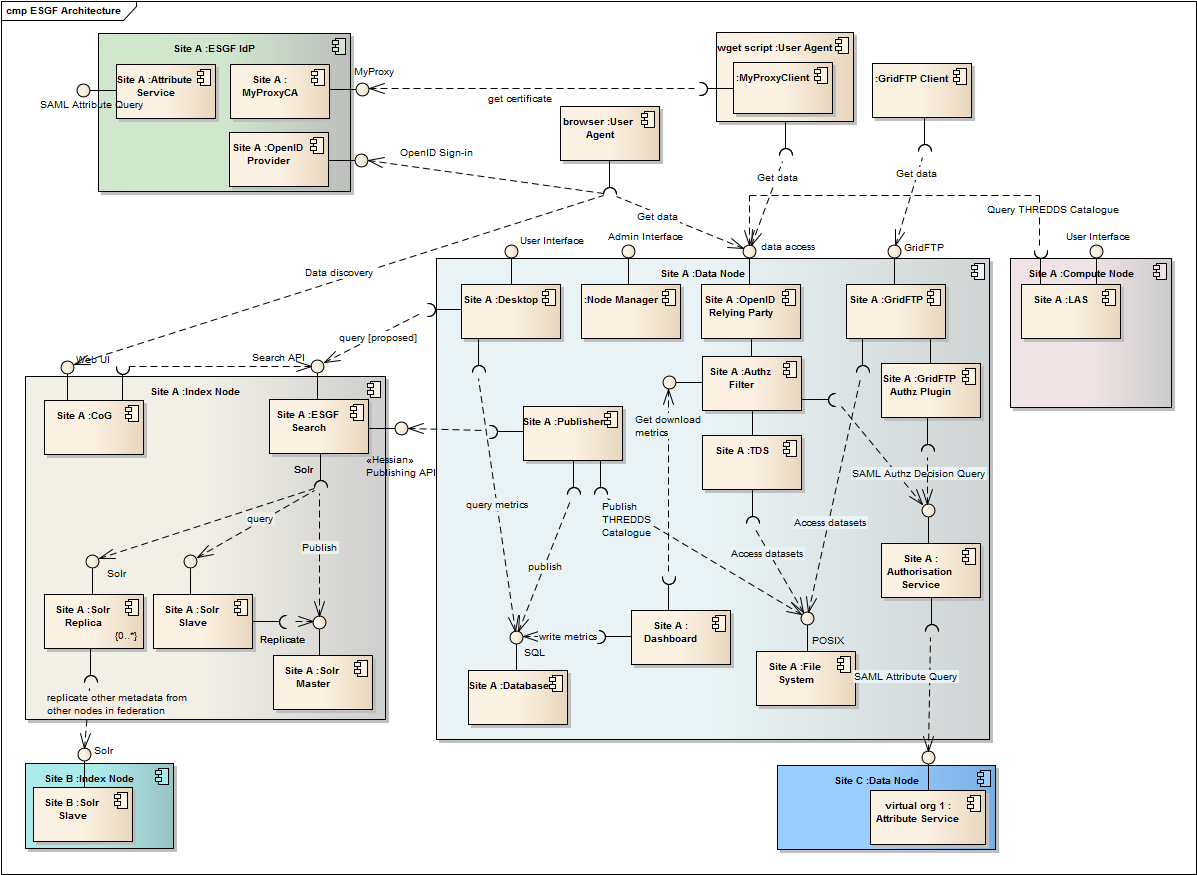 cmp ESGF Architecture
Site A :ESGF IdP
Site A :Attribute
Service
Site A :
MyProxyCA
SAML Attribute Query
Site A :OpenID
Provider
MyProxy
get certificate
OpenID Sign-in
wget script :User Agent
:MyProxyClient
:GridFTP Client
browser :User
Agent
Get data
Get data
Get data
Query THREDDS Catalogue
Data discovery
User Interface
Admin Interface
data access
GridFTP
User Interface
Site A :Data Node
Site A :Desktop
:Node Manager
Site A :OpenID
Relying Party
Site A :GridFTP
Site A :Compute Node
Site A :LAS
query [proposed]
Web UI
Search API
Site A :Index Node
Site A :CoG
Site A :ESGF
Search
Solr
«Hessian»
Publishing API
Site A :Publisher
Site A :Authz
Filter
Site A :GridFTP
Authz Plugin
Get download
metrics
Site A :TDS
SAML Authz Decision Query
query metrics
Publish
THREDDS
Catalogue
Access datasets
Access datasets
query
Publish
publish
Solr
Site A :
Authorisation
Service
Site A :Solr
Replica
{0..*}
Site A :Solr
Slave
Replicate
Site A :Solr
Master
write metrics
SQL
Site A :
Dashboard
POSIX
Site A :Database
Site A :File
System
SAML Attribute Query
replicate other metadata from
other nodes in federation
Solr
Site B :Index Node
Site B :Solr
Slave
Site C :Data Node
virtual org 1 :
Attribute Service